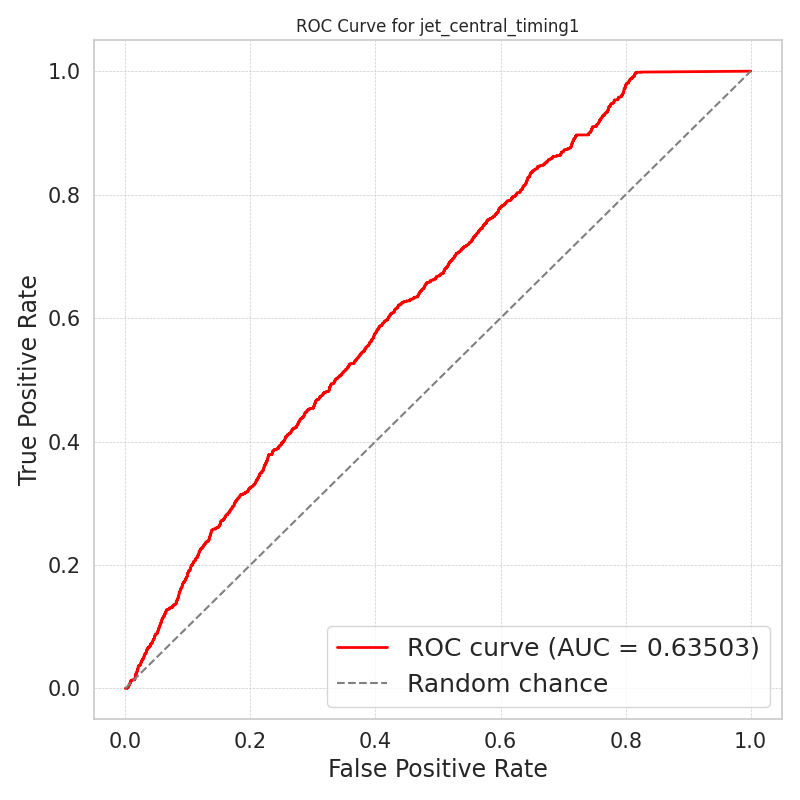 ROC Curve for jet_central_timing1
True Positive Rate
1.0
0.8
0.6
0.4
0.2
0.0
ROC curve (AUC = 0.63503)
Random chance
0.0 0.2 0.4 0.6 0.8 1.0
False Positive Rate